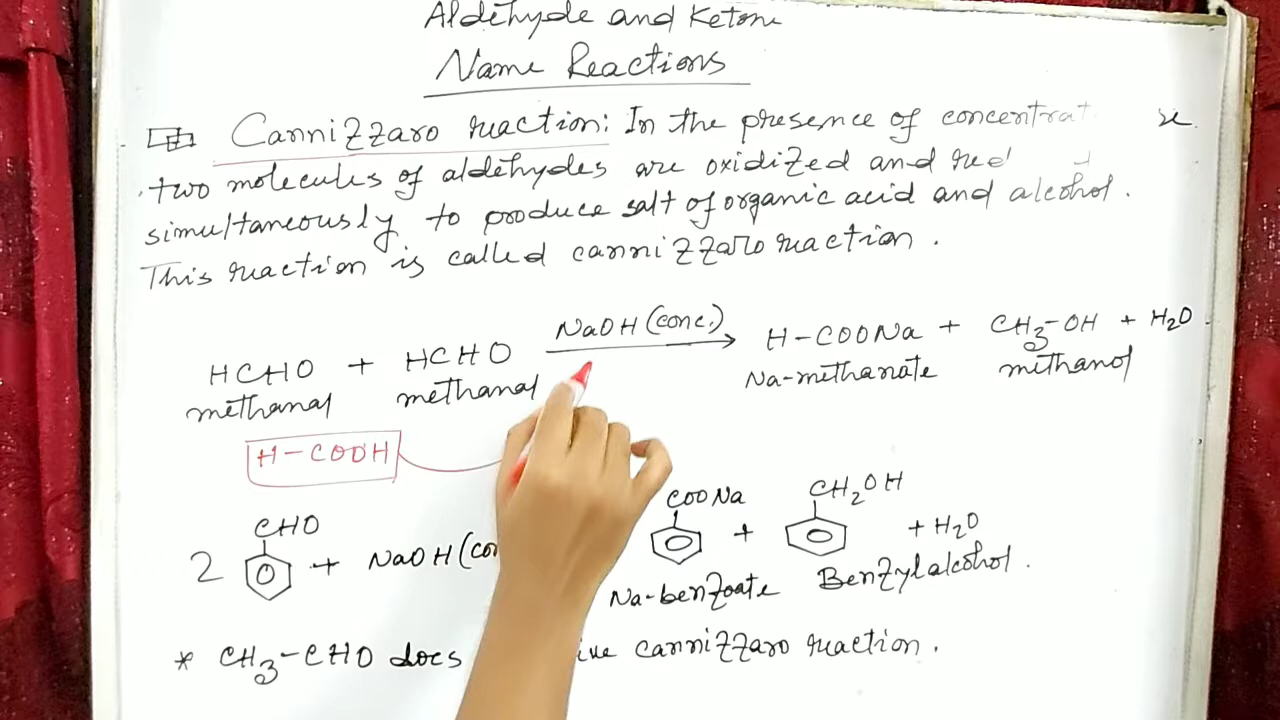 Aldehyde and Ketone
Name Reactions
Cannizzaro reaction: In the presence of concentrat
two molecules of aldehydes are oxidized and red
simultaneously to produce salt of organic acid and alcohol.
This reaction is called cannizzaro reaction.
HCHO + HCHO NaOH (conc.) → H-COONa + CH3-OH + H2O
methanal methanal Na-methanate methanol
H-COOH
CHO COONa CH2OH
2 + NaOH (con + + H2O
Na-benzoate Benzylalcohol.
* CH3-CHO does ive cannizzaro reaction.